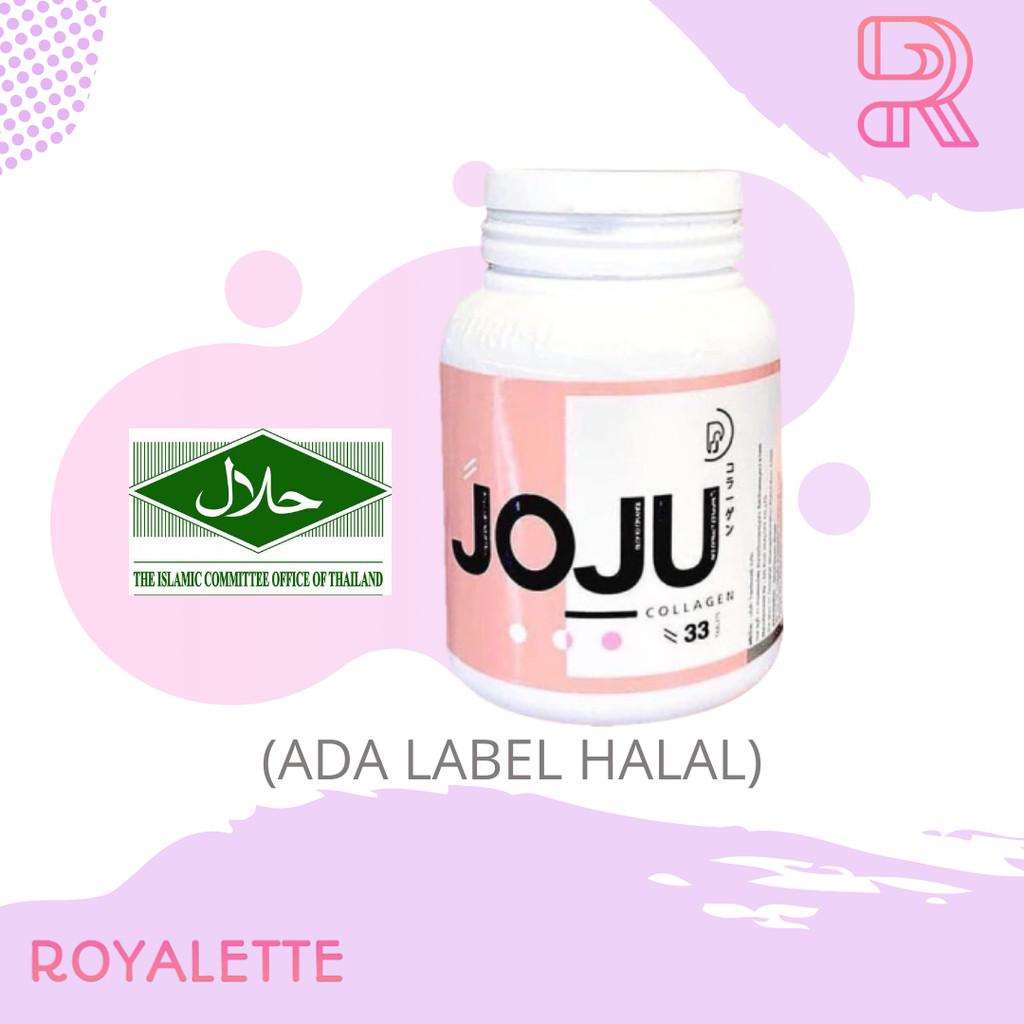 حلال
THE ISLAMIC COMMITTEE OFFICE OF THAILAND
JOJU
COLLAGEN
33
TABLETS
コラーゲン
(ADA LABEL HALAL)
ROYALETTE